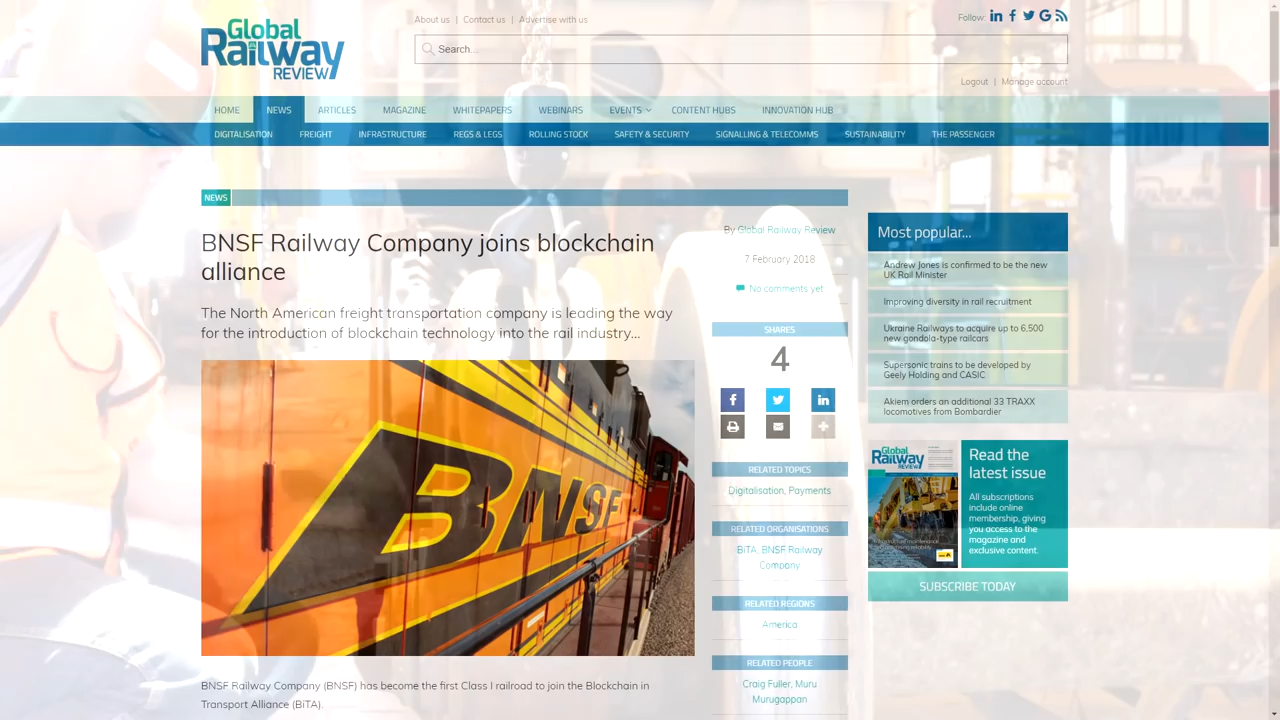 Global
Railway
REVIEW
About us | Contact us | Advertise with us
Follow:
Search...
Logout | Manage account
HOME NEWS ARTICLES MAGAZINE WHITEPAPERS WEBINARS EVENTS CONTENT HUBS INNOVATION HUB
DIGITALISATION FREIGHT INFRASTRUCTURE REGS & LEGS ROLLING STOCK SAFETY & SECURITY SIGNALLING & TELECOMMS SUSTAINABILITY THE PASSENGER
NEWS
BNSF Railway Company joins blockchain
alliance
The North American freight transportation company is leading the way
for the introduction of blockchain technology into the rail industry...
BNSF
BNSF Railway Company (BNSF) has become the first Class I railroad to join the Blockchain in
Transport Alliance (BiTA).
By Global Railway Review
7 February 2018
No comments yet
SHARES
4
RELATED TOPICS
Digitalisation, Payments
RELATED ORGANISATIONS
BiTA, BNSF Railway
Company
RELATED REGIONS
America
RELATED PEOPLE
Craig Fuller, Muru
Murugappan
Most popular...
Andrew Jones is confirmed to be the new
UK Rail Minister
Improving diversity in rail recruitment
Ukraine Railways to acquire up to 6,500
new gondola-type railcars
Supersonic trains to be developed by
Geely Holding and CASIC
Akiem orders an additional 33 TRAXX
locomotives from Bombardier
Global
Railway
REVIEW
Read the
latest issue
All subscriptions
include online
membership, giving
you access to the
magazine and
exclusive content.
SUBSCRIBE TODAY